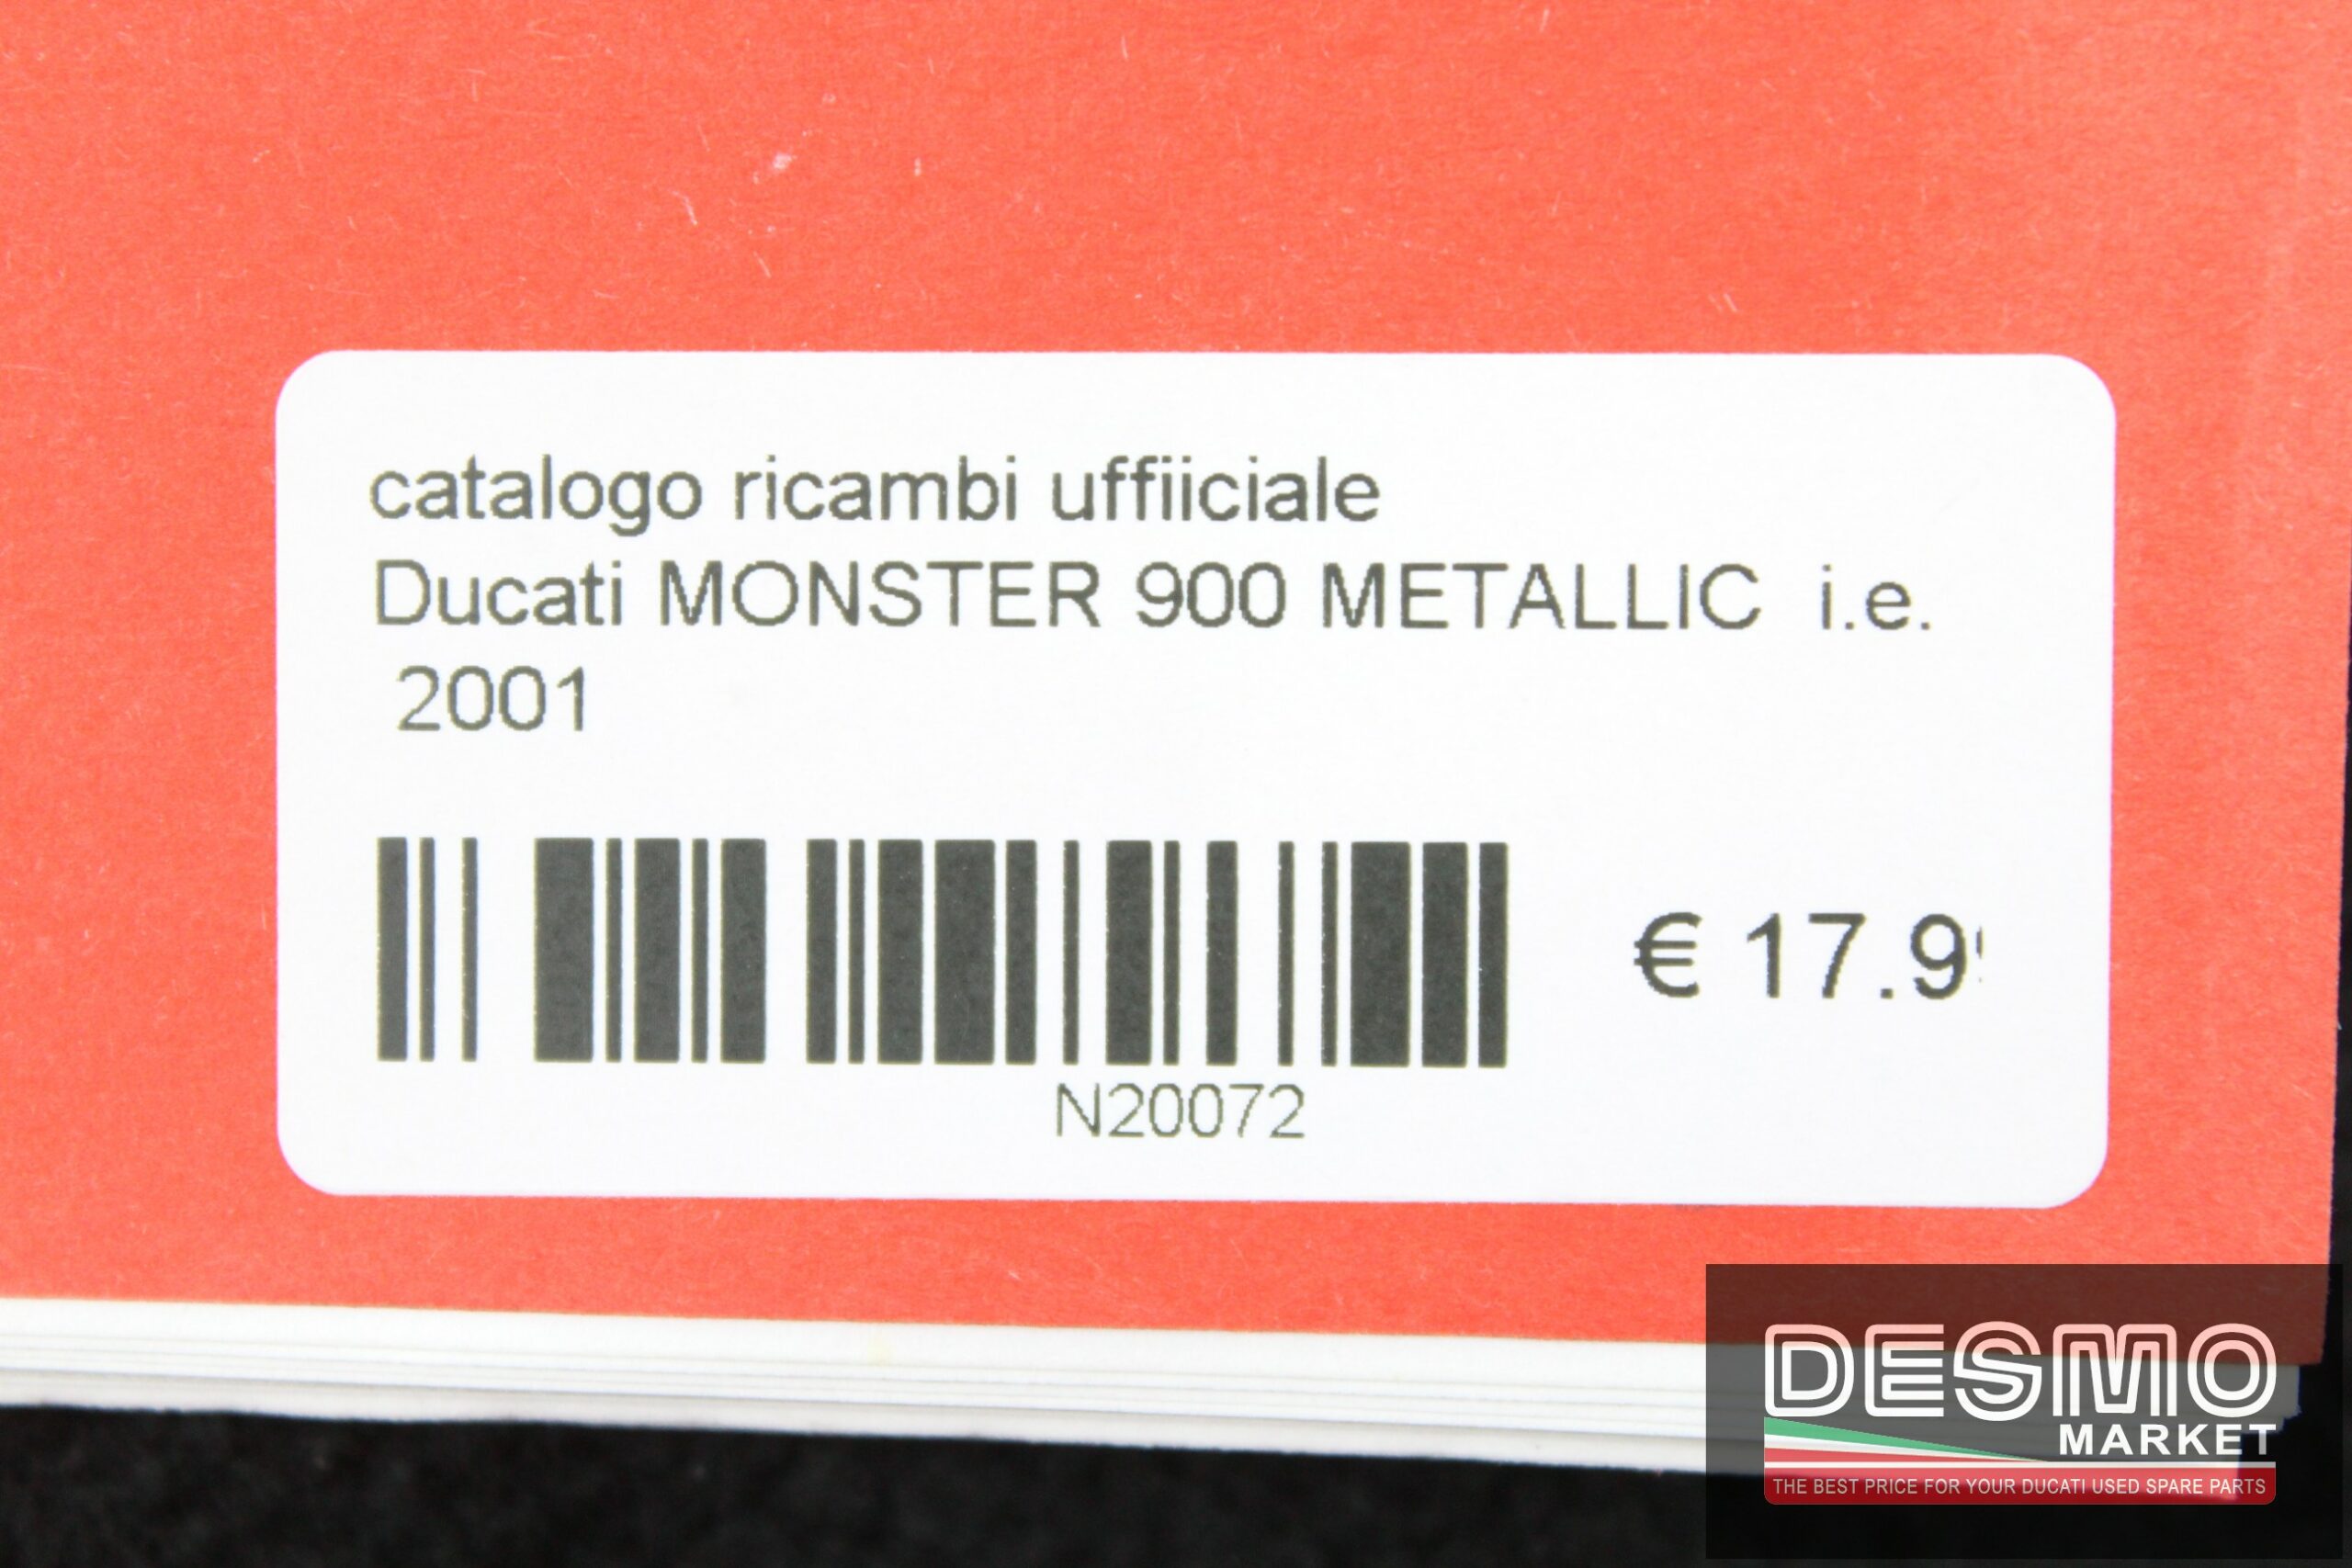 catalogo ricambi uffiiciale
Ducati MONSTER 900 METALLIC i.e.
2001
€ 17.9
N20072
DESMO
MARKET
THE BEST PRICE FOR YOUR DUCATI USED SPARE PARTS